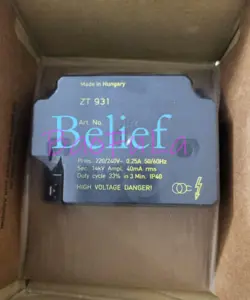 Made in Hungary
ZT 931
Art. No.
Belief
Prim. 220/240V~ 0,25A 50/60Hz
Sec. 14kV Ampl. 40mA rms
Duty cycle 33% in 3 Min. IP40
HIGH VOLTAGE DANGER!